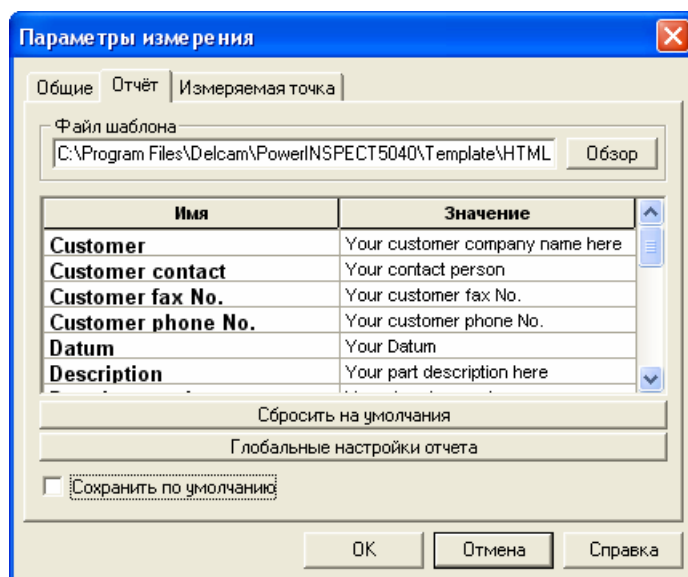 Параметры измерения
Общие Отчёт Измеряемая точка
Файл шаблона
C:\Program Files\Delcam\PowerINSPECT5040\Template\HTML Обзор
Имя Значение
Customer Your customer company name here
Customer contact Your contact person
Customer fax No. Your customer fax No.
Customer phone No. Your customer phone No.
Datum Your Datum
Description Your part description here
Сбросить на умолчания
Глобальные настройки отчета
Сохранить по умолчанию
OK Отмена Справка